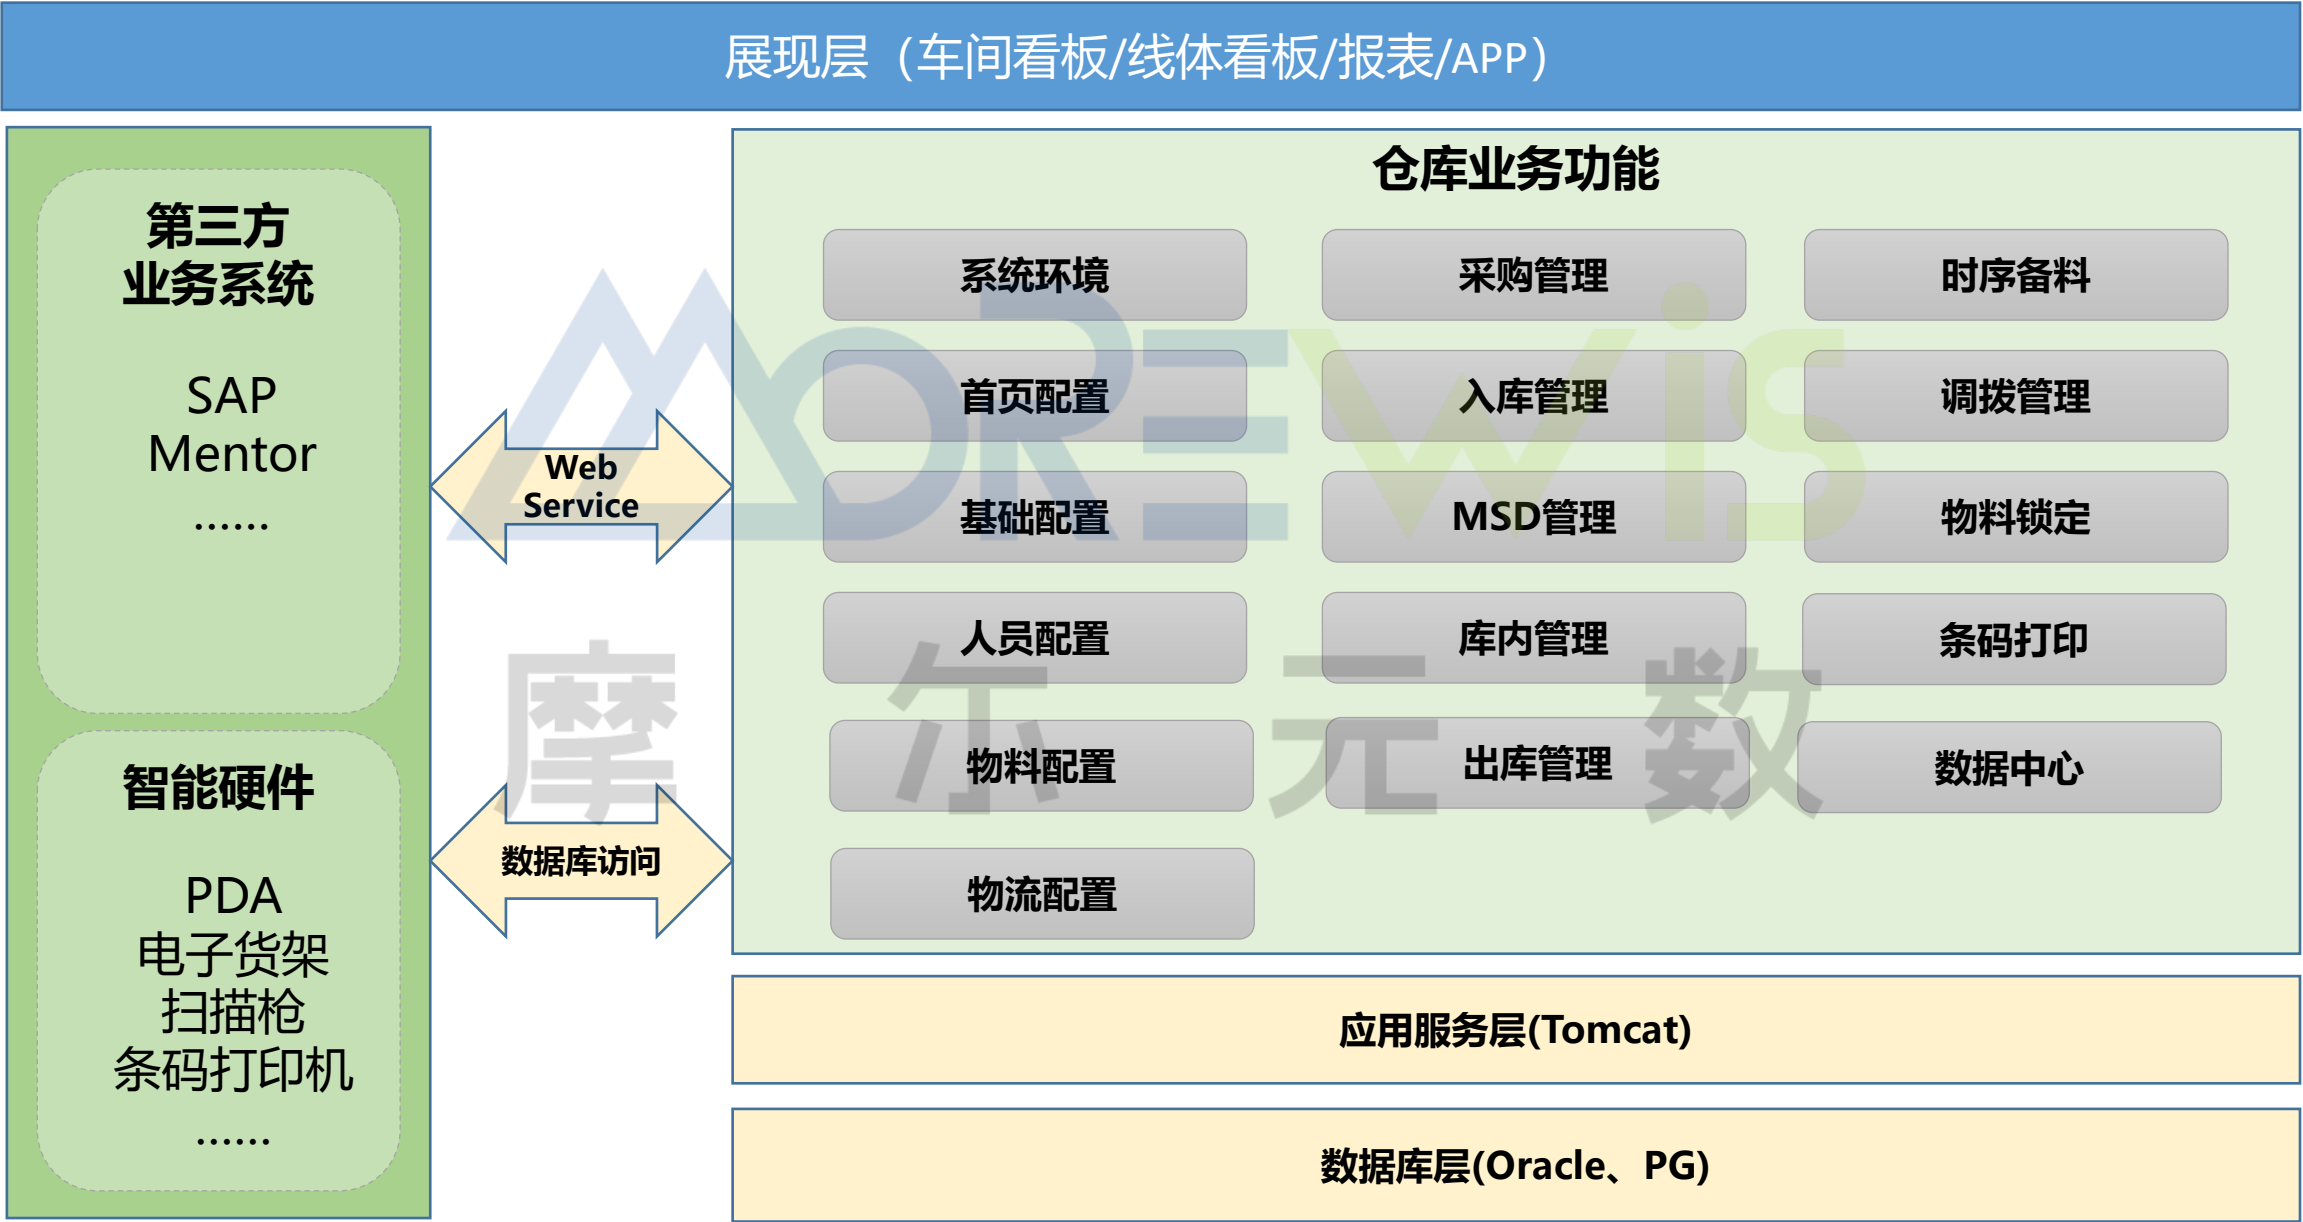 展现层（车间看板/线体看板/报表/APP）
第三方
业务系统
SAP
Mentor
……
智能硬件
PDA
电子货架
扫描枪
条码打印机
……
Web
Service
数据库访问
仓库业务功能
系统环境
采购管理
时序备料
首页配置
入库管理
调拨管理
基础配置
MSD管理
物料锁定
人员配置
库内管理
条码打印
物料配置
出库管理
数据中心
物流配置
应用服务层(Tomcat)
数据库层(Oracle、PG)
MOREWiS
摩尔元数